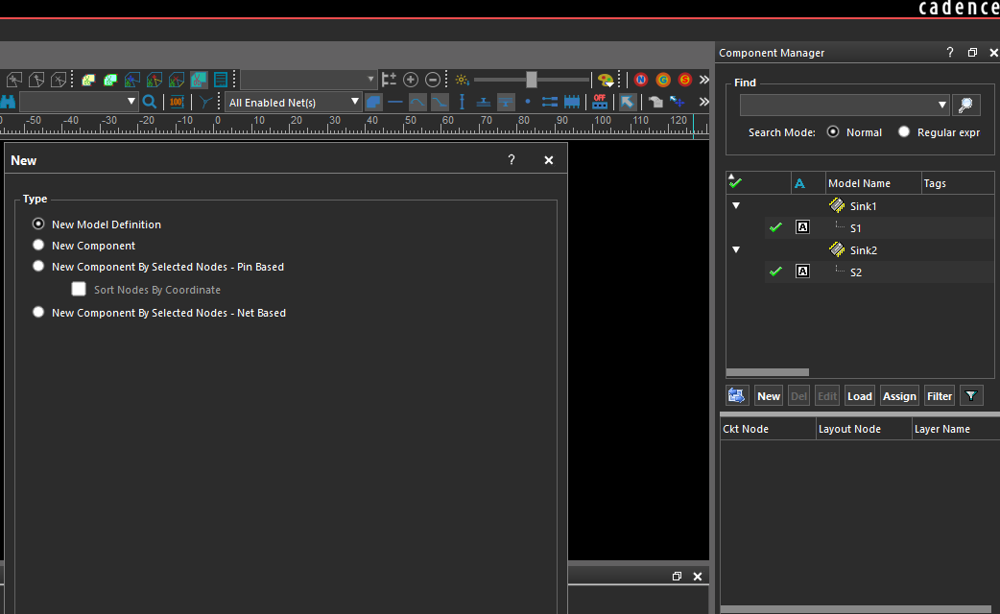 cadence
Component Manager
?
Find
Search Mode: Normal Regular expr
100
All Enabled Net(s)
N G S
OFF
-50 -40 -30 -20 -10 0 10 20 30 40 50 60 70 80 90 100 110 120
New ?
Type
New Model Definition
New Component
New Component By Selected Nodes - Pin Based
Sort Nodes By Coordinate
New Component By Selected Nodes - Net Based
A Model Name Tags
Sink1
A S1
Sink2
A S2
New Del Edit Load Assign Filter
Ckt Node Layout Node Layer Name